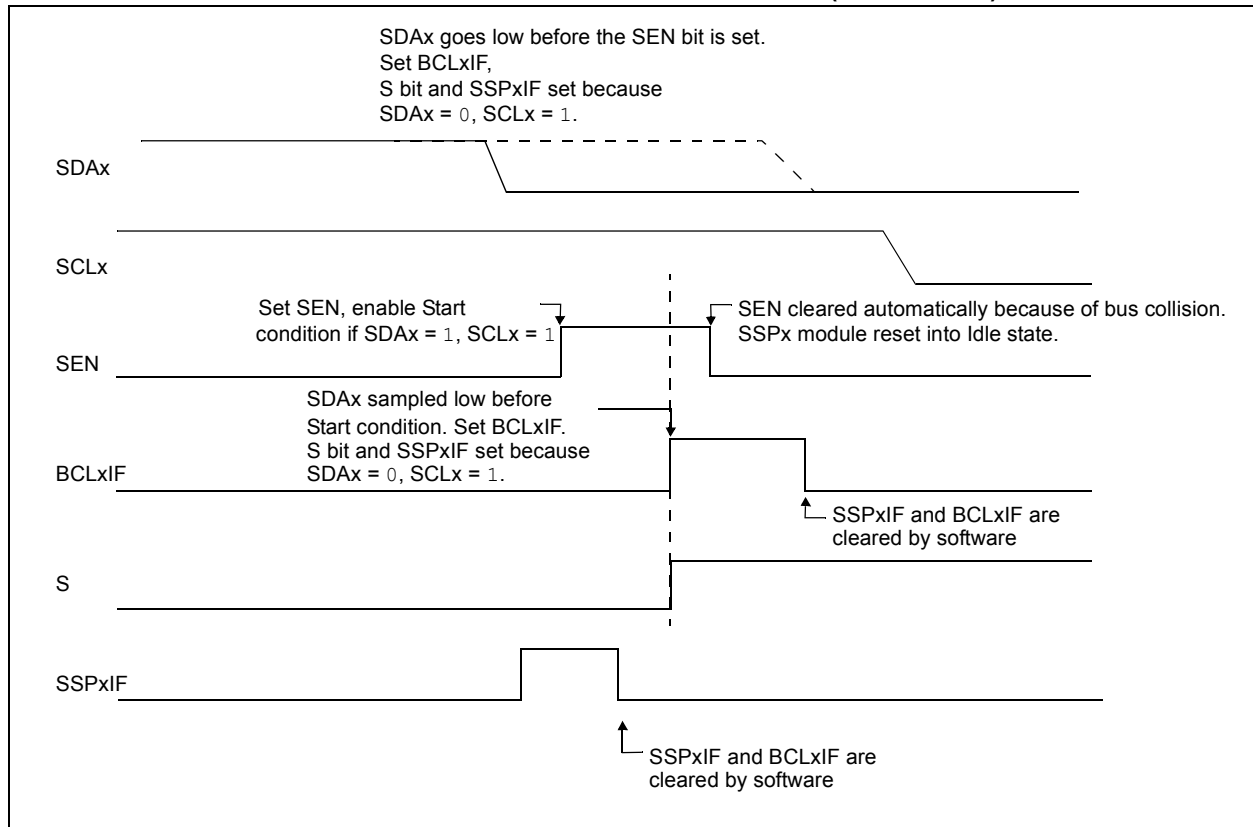 SDAx goes low before the SEN bit is set.
Set BCLxIF,
S bit and SSPxIF set because
SDAx = 0, SCLx = 1.
SDAx
SCLx
Set SEN, enable Start
condition if SDAx = 1, SCLx = 1
SEN cleared automatically because of bus collision.
SSPx module reset into Idle state.
SEN
SDAx sampled low before
Start condition. Set BCLxIF.
S bit and SSPxIF set because
SDAx = 0, SCLx = 1.
BCLxIF
SSPxIF and BCLxIF are
cleared by software
S
SSPxIF
SSPxIF and BCLxIF are
cleared by software